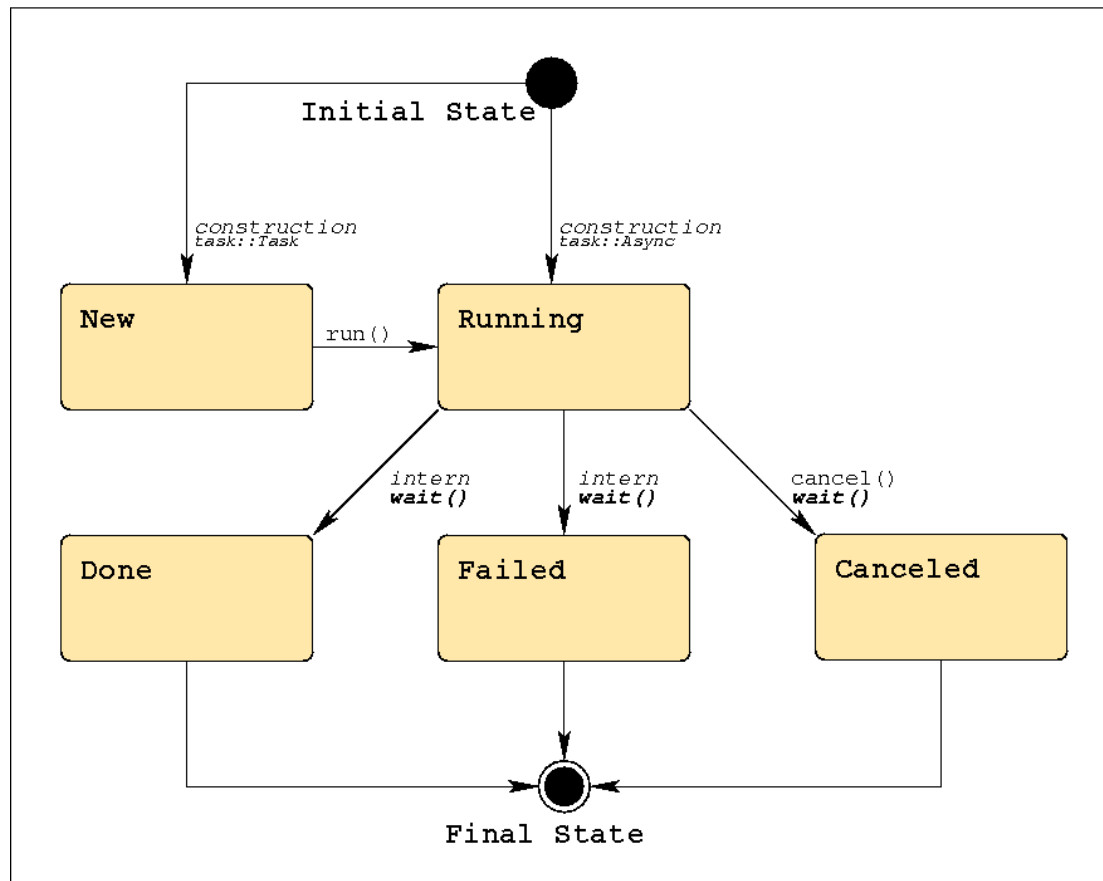 Initial State
construction
task::Task
construction
task::Async
New
run()
Running
intern
wait()
intern
wait()
cancel()
wait()
Done
Failed
Canceled
Final State